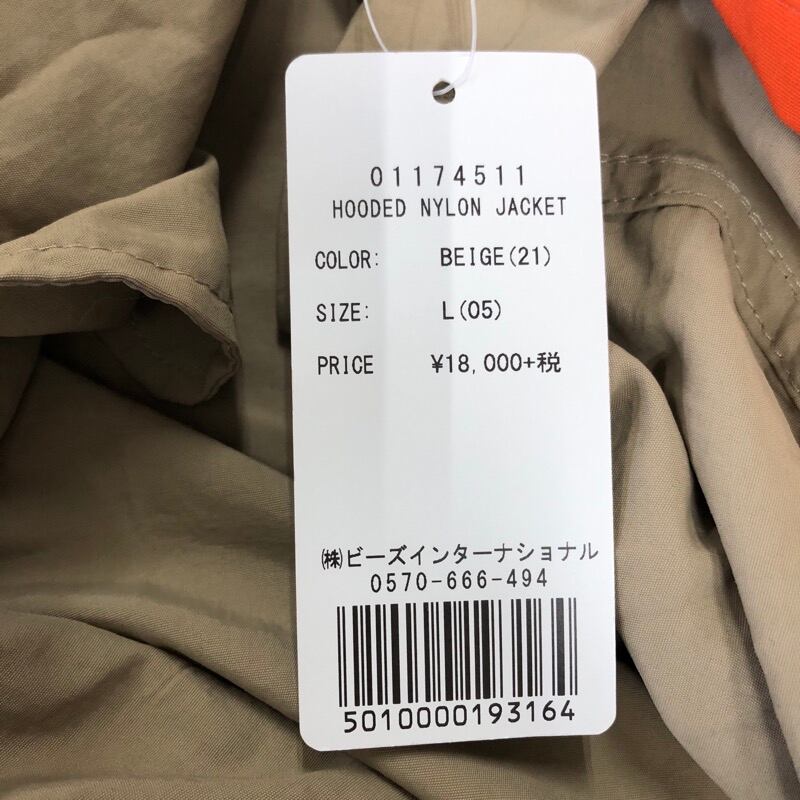 01174511
HOODED NYLON JACKET
COLOR: BEIGE(21)
SIZE: L(05)
PRICE ¥18,000+税
㈱ビーズインターナショナル
0570-666-494
5010000193164